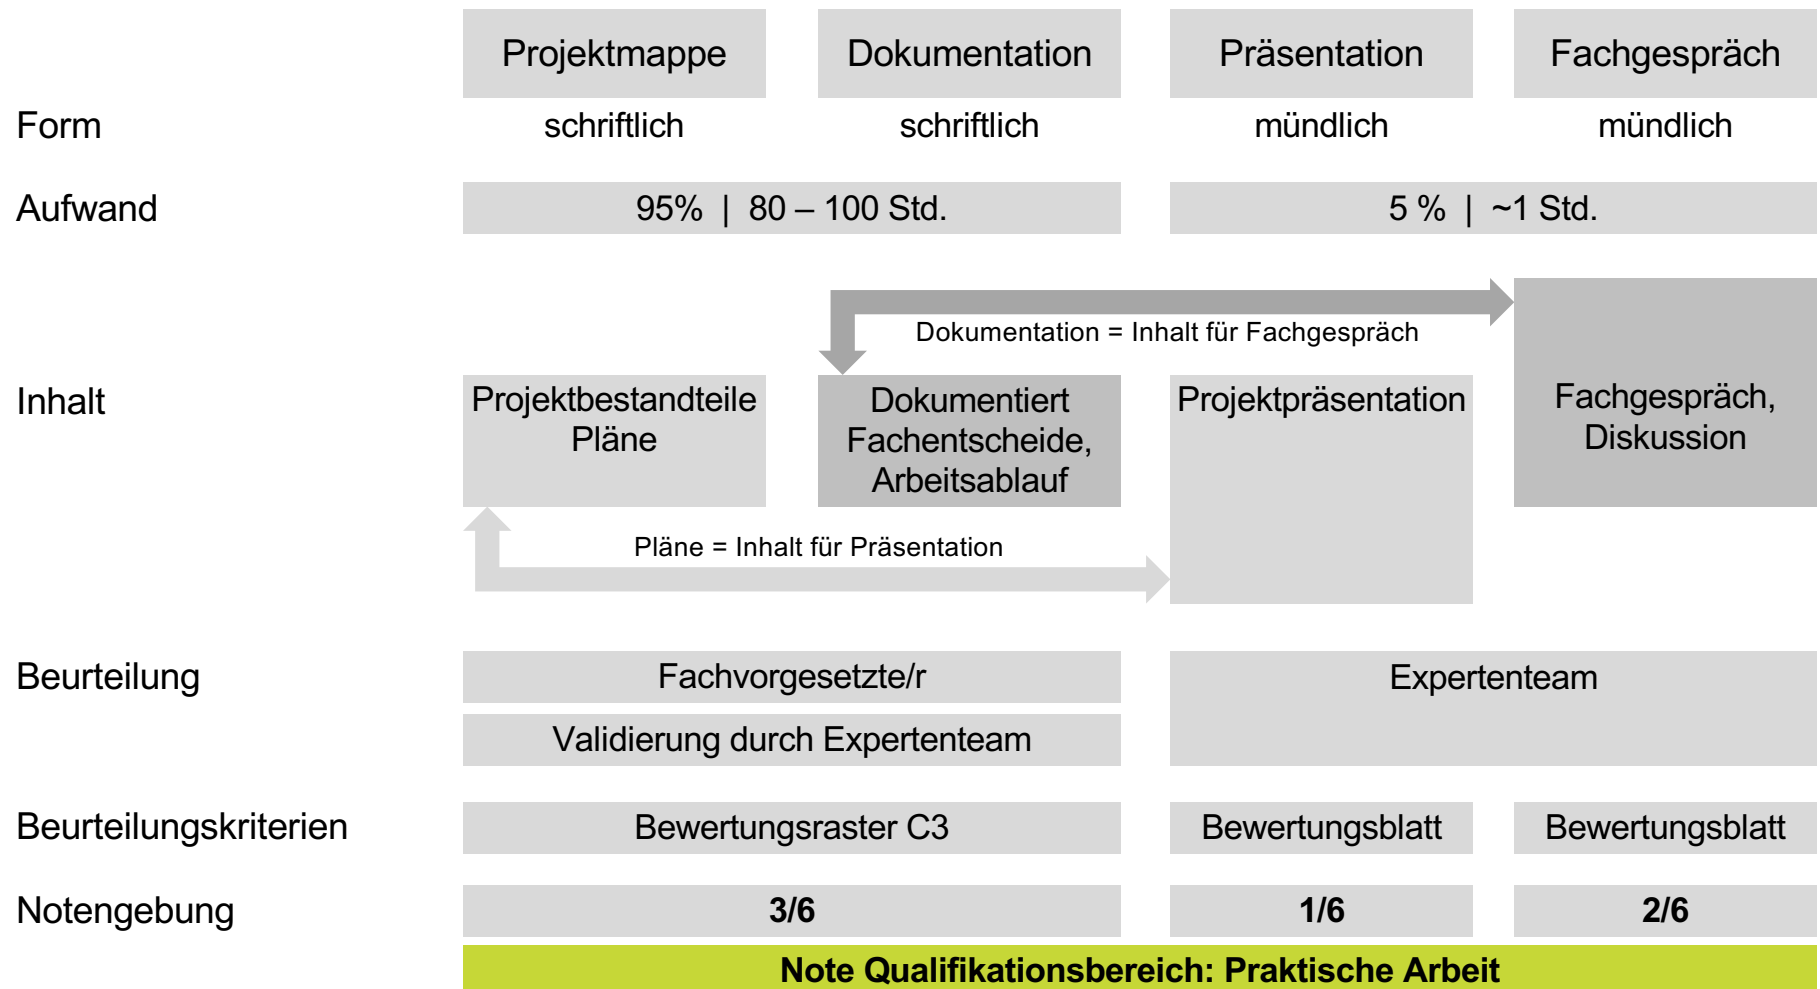 Projektmappe Dokumentation Präsentation Fachgespräch
Form schriftlich schriftlich mündlich mündlich
Aufwand 95% | 80 – 100 Std. 5 % | ~1 Std.
Dokumentation = Inhalt für Fachgespräch
Inhalt
Projektbestandteile
Pläne
Dokumentiert
Fachentscheide,
Arbeitsablauf
Projektpräsentation
Fachgespräch,
Diskussion
Pläne = Inhalt für Präsentation
Beurteilung Fachvorgesetzte/r Expertenteam
Validierung durch Expertenteam
Beurteilungskriterien Bewertungsraster C3 Bewertungsblatt Bewertungsblatt
Notengebung 3/6 1/6 2/6
Note Qualifikationsbereich: Praktische Arbeit